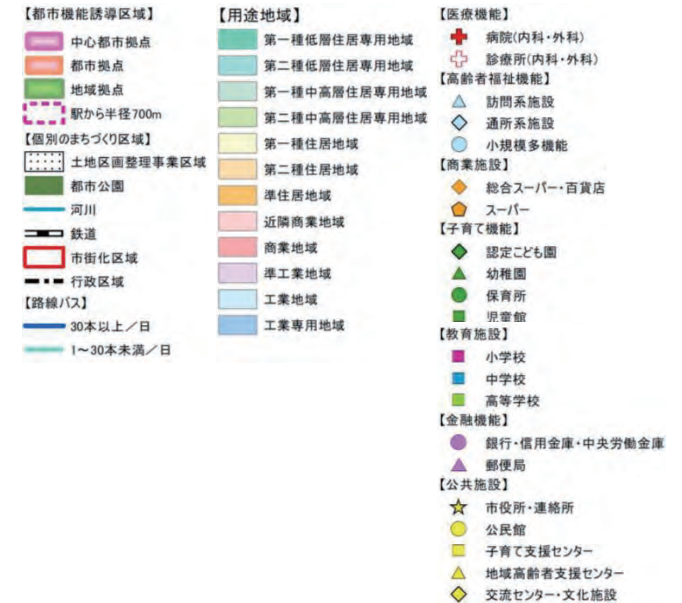 【都市機能誘導区域】
中心都市拠点
都市拠点
地域拠点
駅から半径700m
【個別のまちづくり区域】
土地区画整理事業区域
都市公園
河川
鉄道
市街化区域
行政区域
【路線バス】
30本以上／日
1～30本未満／日
【用途地域】
第一種低層住居専用地域
第二種低層住居専用地域
第一種中高層住居専用地域
第二種中高層住居専用地域
第一種住居地域
第二種住居地域
準住居地域
近隣商業地域
商業地域
準工業地域
工業地域
工業専用地域
【医療機能】
病院(内科・外科)
診療所(内科・外科)
【高齢者福祉機能】
訪問系施設
通所系施設
小規模多機能
【商業施設】
総合スーパー・百貨店
スーパー
【子育て機能】
認定こども園
幼稚園
保育所
児童館
【教育施設】
小学校
中学校
高等学校
【金融機能】
銀行・信用金庫・中央労働金庫
郵便局
【公共施設】
市役所・連絡所
公民館
子育て支援センター
地域高齢者支援センター
交流センター・文化施設